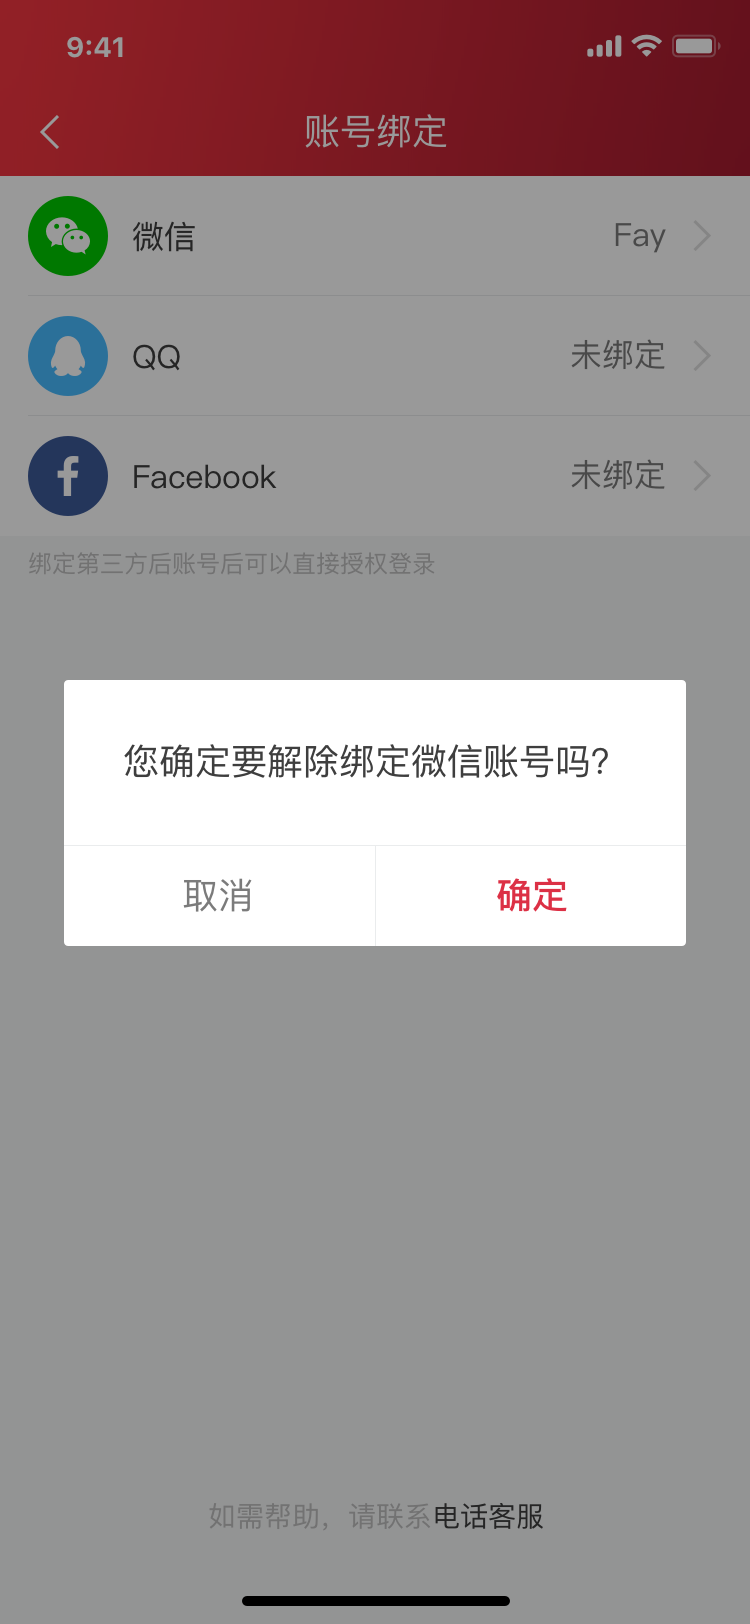 9:41
账号绑定
微信 Fay
QQ 未绑定
Facebook 未绑定
绑定第三方后账号后可以直接授权登录
您确定要解除绑定微信账号吗?
取消 确定
如需帮助，请联系电话客服